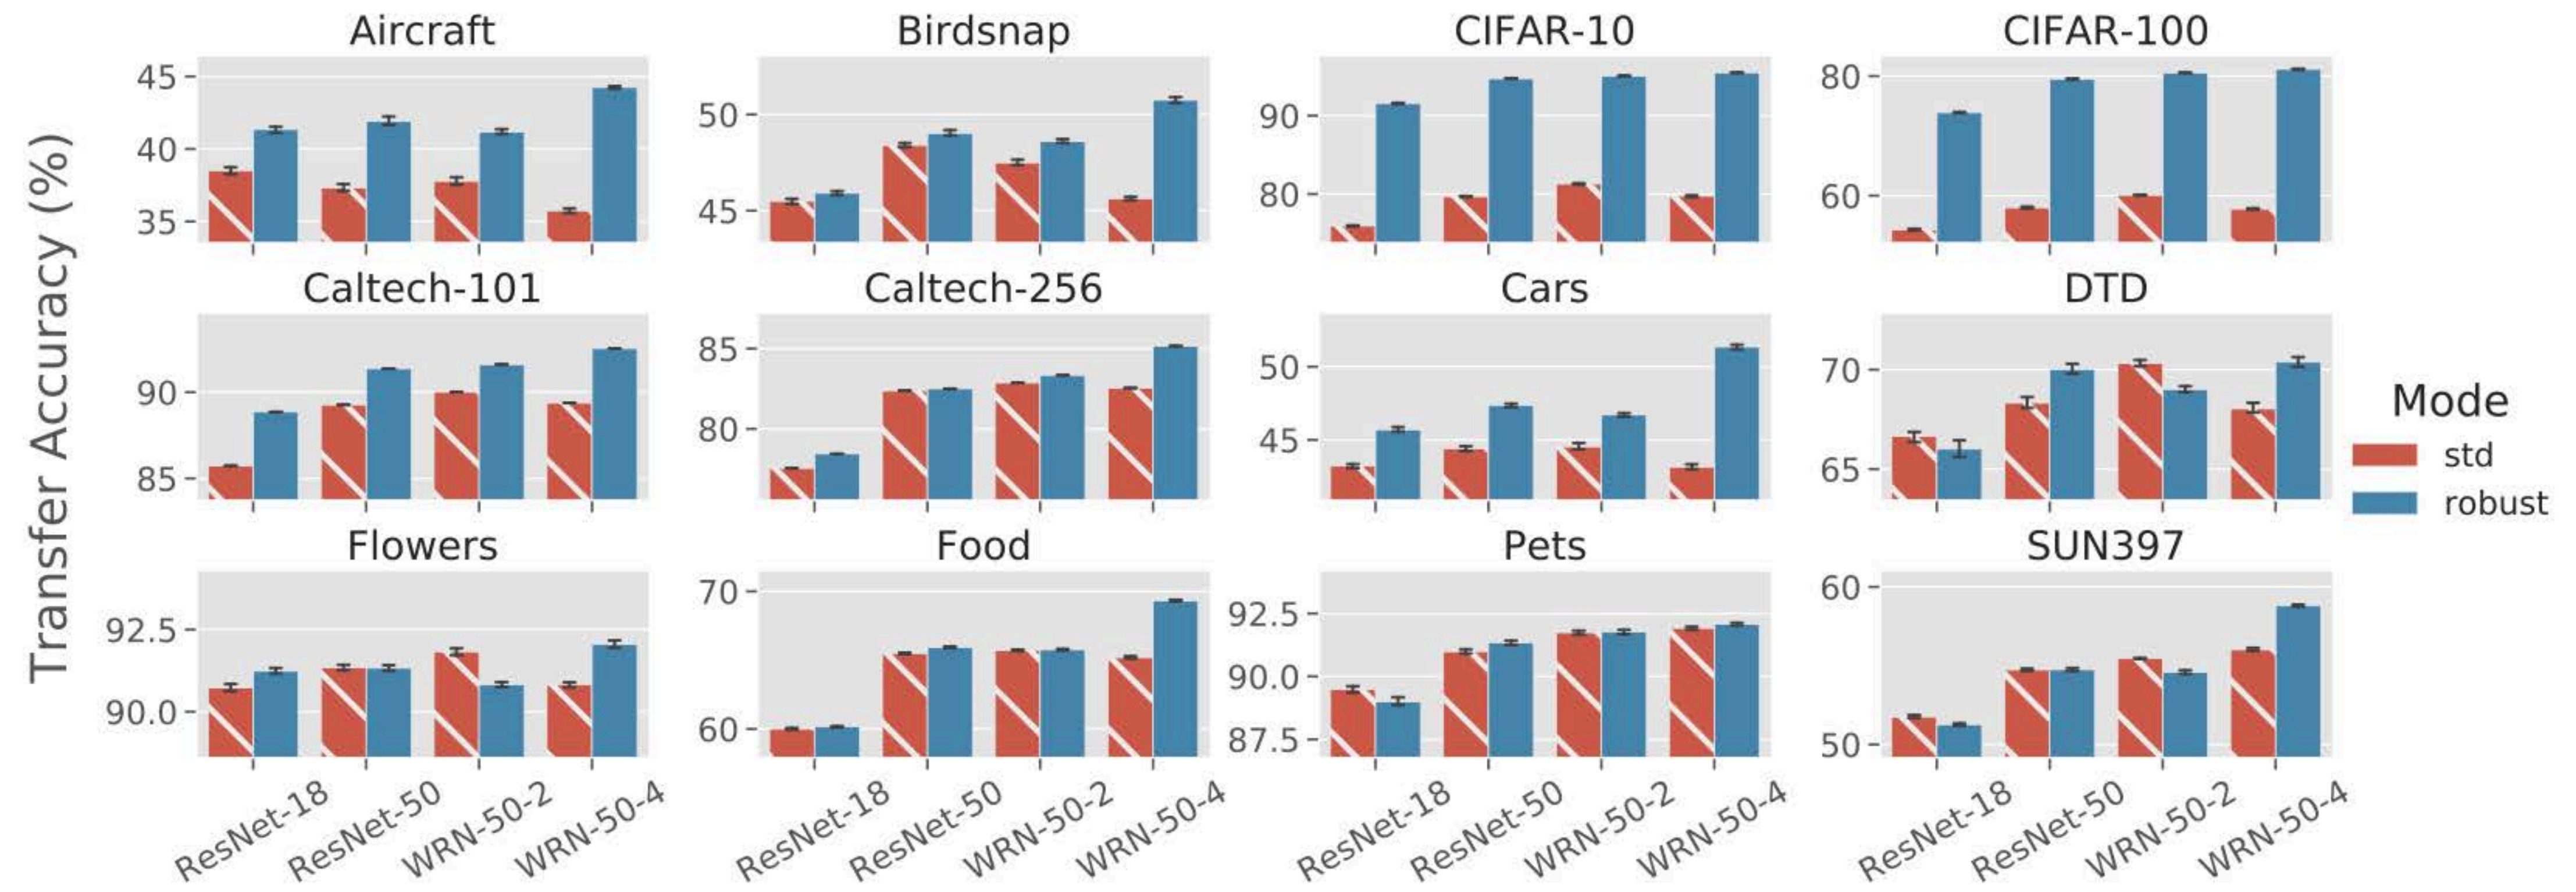 Transfer Accuracy (%)
Aircraft
45
40
35
Birdsnap
50
45
CIFAR-10
90
80
CIFAR-100
80
60
Caltech-101
90
85
Caltech-256
85
80
Cars
50
45
DTD
70
65
Flowers
92.5
90.0
Food
70
60
Pets
92.5
90.0
87.5
SUN397
60
50
ResNet-18
ResNet-50
WRN-50-2
WRN-50-4
ResNet-18
ResNet-50
WRN-50-2
WRN-50-4
ResNet-18
ResNet-50
WRN-50-2
WRN-50-4
ResNet-18
ResNet-50
WRN-50-2
WRN-50-4
Mode
std
robust